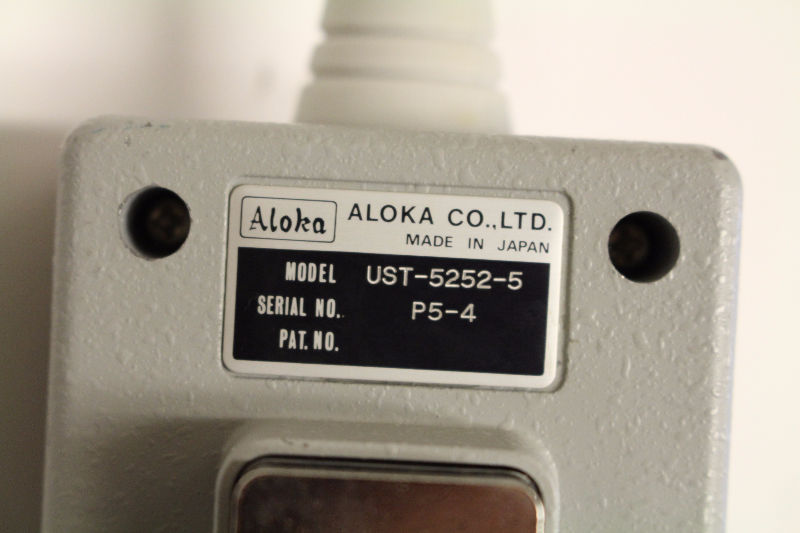 Aloka ALOKA CO.,LTD.
MADE IN JAPAN
MODEL UST-5252-5
SERIAL NO. P5-4
PAT. NO.